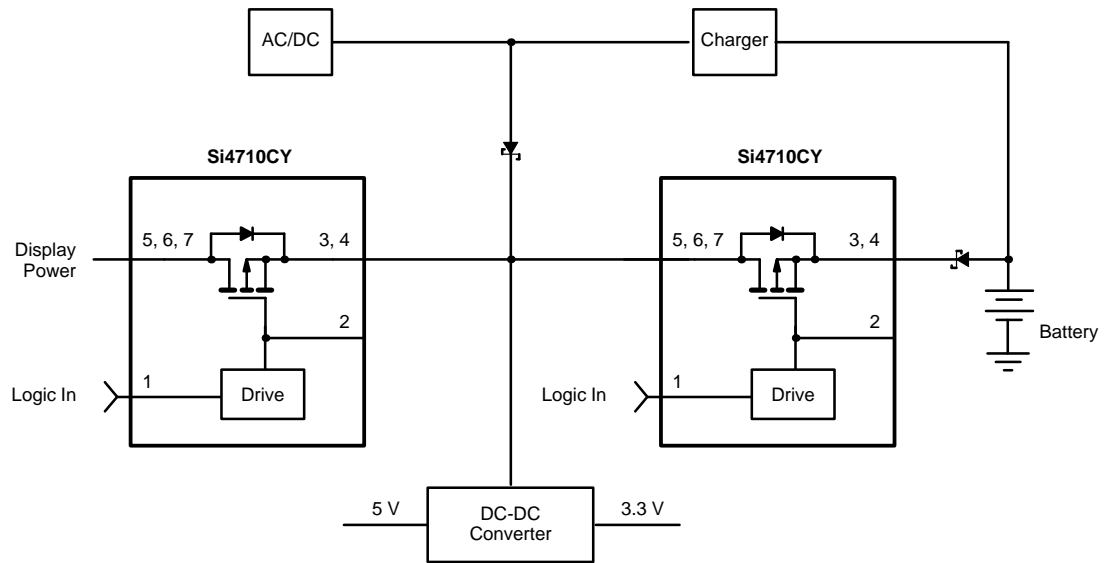 AC/DC
Charger
Si4710CY
Si4710CY
5, 6, 7
3, 4
5, 6, 7
3, 4
Display
Power
2
2
Battery
Logic In
1
Drive
Logic In
1
Drive
5 V
DC-DC
Converter
3.3 V